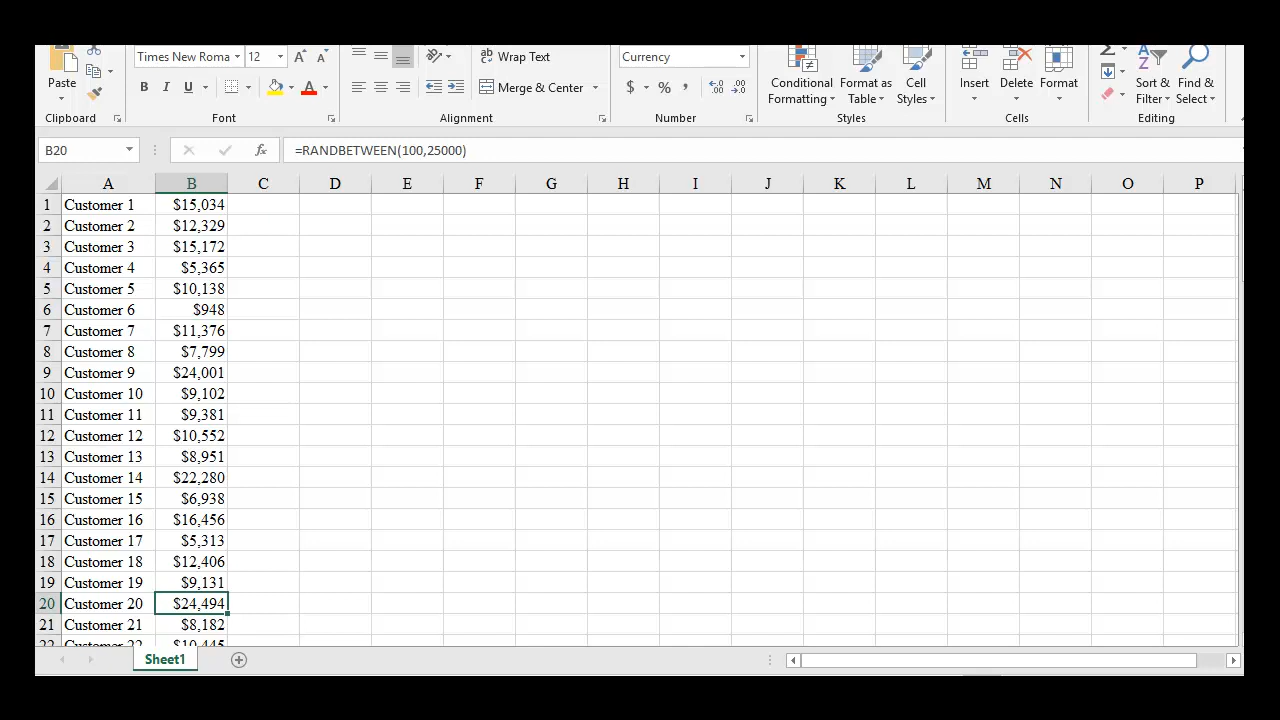 Times New Roma 12 A A ab Wrap Text Currency Σ A Z
Paste B I U A Merge & Center $ % , Conditional Formatting Format as Table Cell Styles Insert Delete Format Sort & Filter Find & Select
Clipboard Font Alignment Number Styles Cells Editing
B20 fx =RANDBETWEEN(100,25000)
A B C D E F G H I J K L M N O P
1 Customer 1 $15,034
2 Customer 2 $12,329
3 Customer 3 $15,172
4 Customer 4 $5,365
5 Customer 5 $10,138
6 Customer 6 $948
7 Customer 7 $11,376
8 Customer 8 $7,799
9 Customer 9 $24,001
10 Customer 10 $9,102
11 Customer 11 $9,381
12 Customer 12 $10,552
13 Customer 13 $8,951
14 Customer 14 $22,280
15 Customer 15 $6,938
16 Customer 16 $16,456
17 Customer 17 $5,313
18 Customer 18 $12,406
19 Customer 19 $9,131
20 Customer 20 $24,494
21 Customer 21 $8,182
22 Customer 22 $10,445
Sheet1